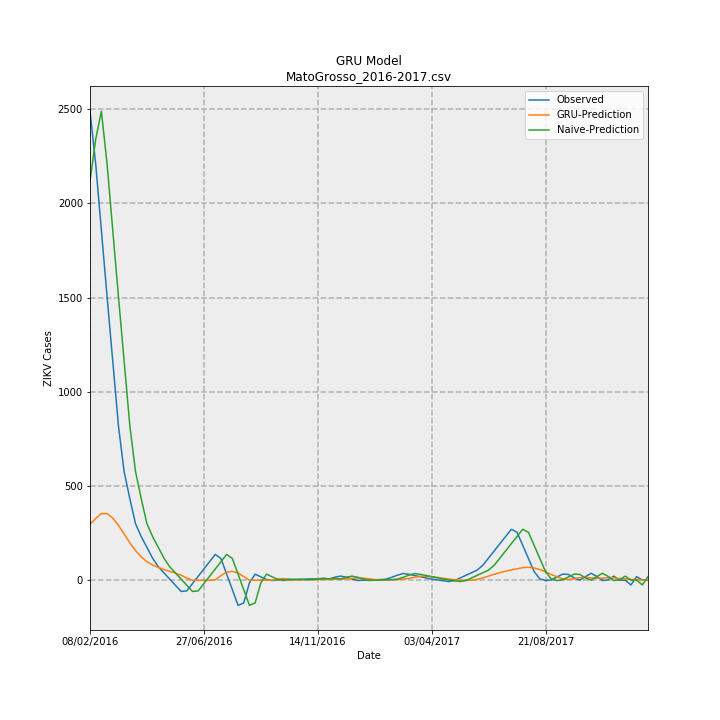 GRU Model
MatoGrosso_2016-2017.csv
Observed
GRU-Prediction
Naive-Prediction
2500
2000
1500
1000
500
0
ZIKV Cases
08/02/2016
27/06/2016
14/11/2016
03/04/2017
21/08/2017
Date